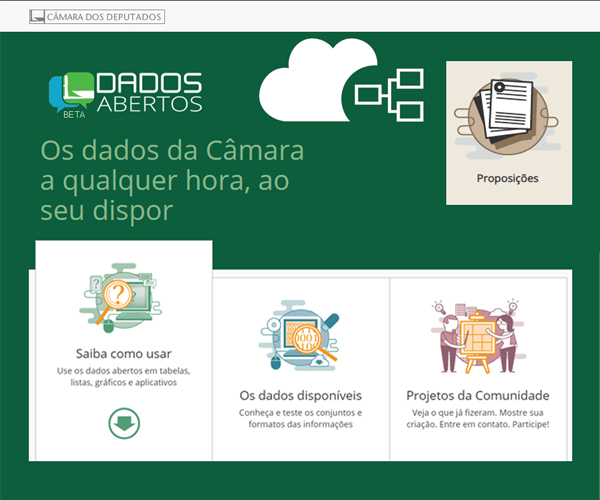 CÂMARA DOS DEPUTADOS
DADOS
ABERTOS
BETA
Os dados da Câmara
a qualquer hora, ao
seu dispor
Proposições
Saiba como usar
Use os dados abertos em tabelas,
listas, gráficos e aplicativos
Os dados disponíveis
Conheça e teste os conjuntos e
formatos das informações
Projetos da Comunidade
Veja o que já fizeram. Mostre sua
criação. Entre em contato. Participe!